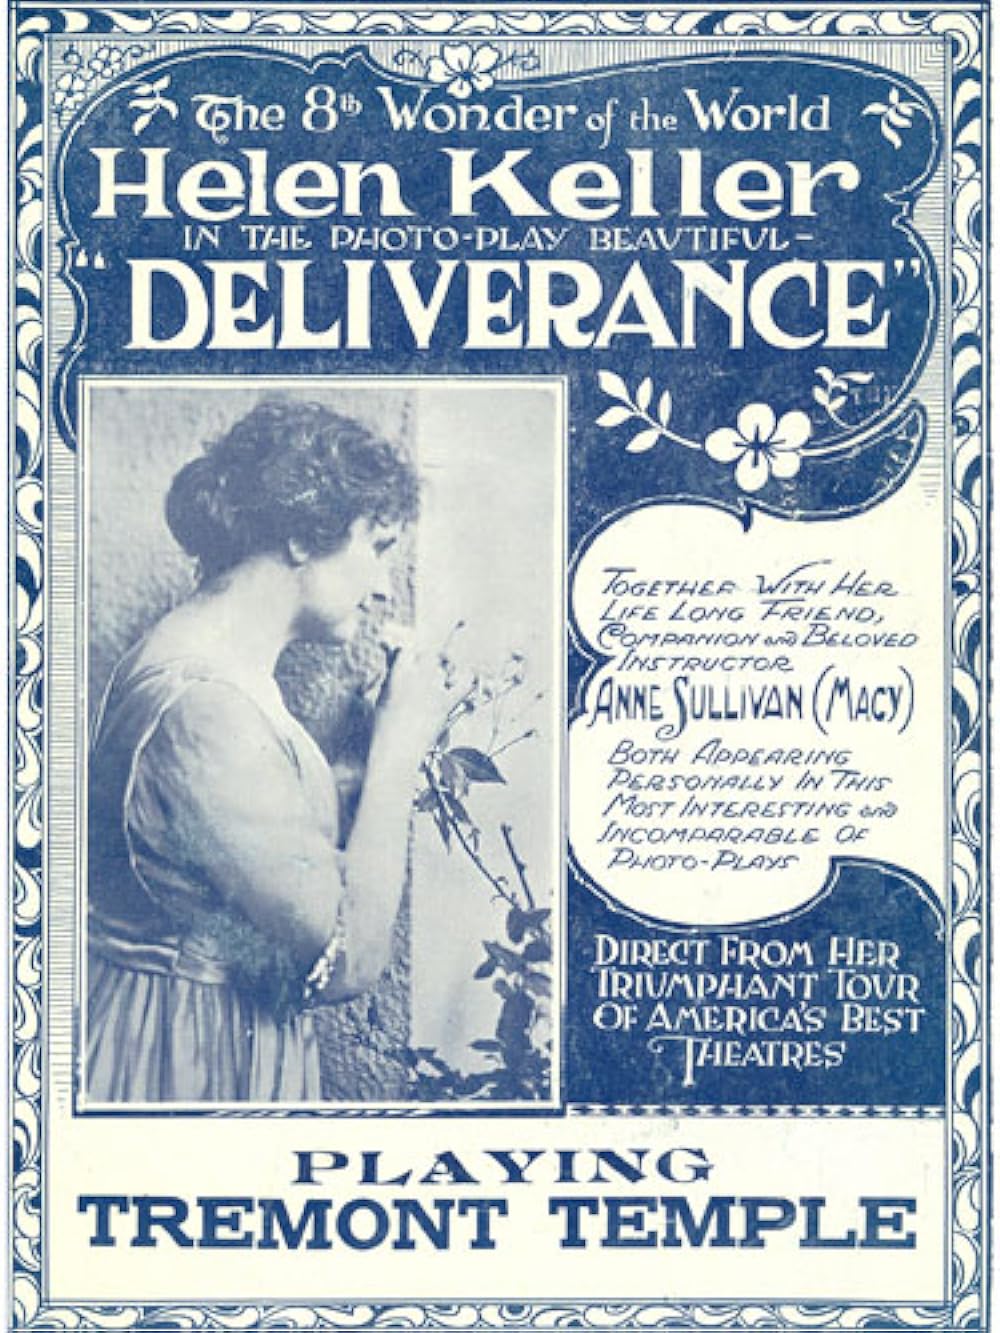 The 8th Wonder of the World
Helen Keller
IN THE PHOTO-PLAY BEAUTIFUL-
"DELIVERANCE"
TOGETHER WITH HER
LIFE LONG FRIEND,
COMPANION and BELOVED
INSTRUCTOR
ANNE SULLIVAN (MACY)
BOTH APPEARING
PERSONALLY IN THIS
MOST INTERESTING and
INCOMPARABLE OF
PHOTO-PLAYS
DIRECT FROM HER
TRIUMPHANT TOUR
OF AMERICA'S BEST
THEATRES
PLAYING
TREMONT TEMPLE